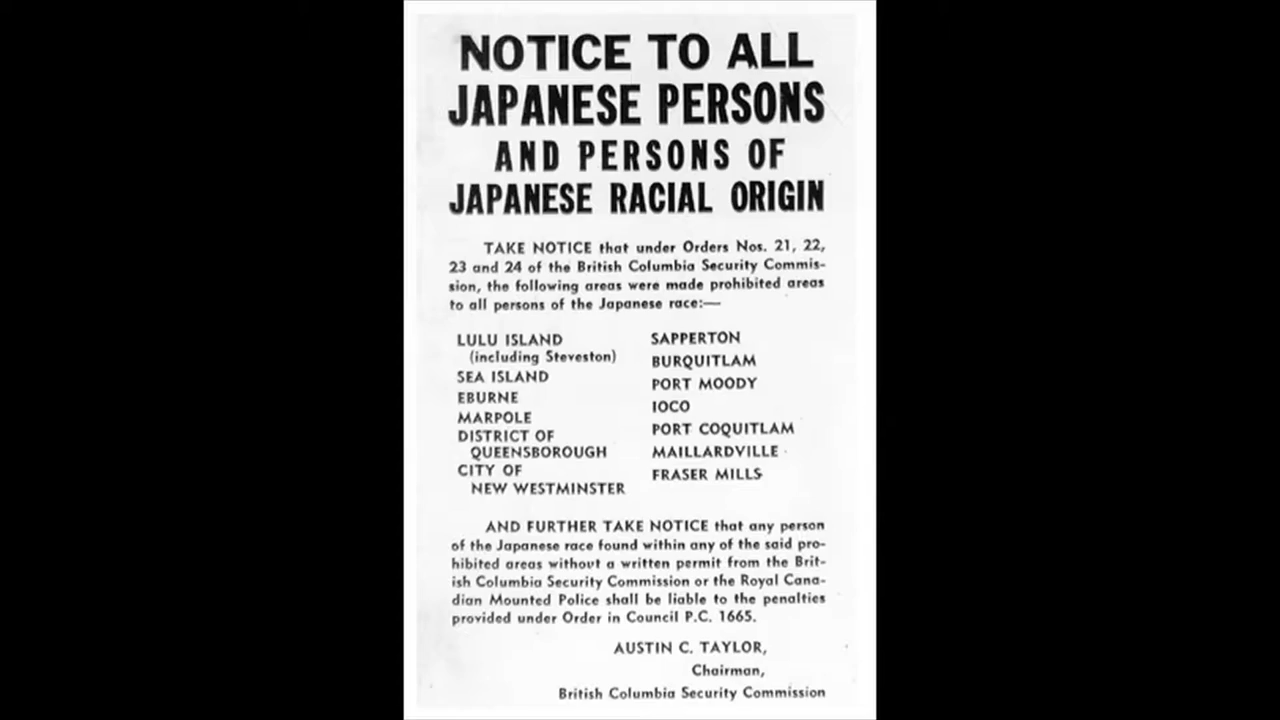 NOTICE TO ALL
JAPANESE PERSONS
AND PERSONS OF
JAPANESE RACIAL ORIGIN
TAKE NOTICE that under Orders Nos. 21, 22,
23 and 24 of the British Columbia Security Commis-
sion, the following areas were made prohibited areas
to all persons of the Japanese race:—
LULU ISLAND
(including Steveston)
SEA ISLAND
EBURNE
MARPOLE
DISTRICT OF
QUEENSBOROUGH
CITY OF
NEW WESTMINSTER
SAPPERTON
BURQUITLAM
PORT MOODY
IOCO
PORT COQUITLAM
MAILLARDVILLE
FRASER MILLS
AND FURTHER TAKE NOTICE that any person
of the Japanese race found within any of the said pro-
hibited areas without a written permit from the Brit-
ish Columbia Security Commission or the Royal Cana-
dian Mounted Police shall be liable to the penalties
provided under Order in Council P.C. 1665.
AUSTIN C. TAYLOR,
Chairman,
British Columbia Security Commission